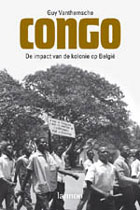 Guy Vanthemsche
CONGO
De impact van de kolonie op België
lannoo